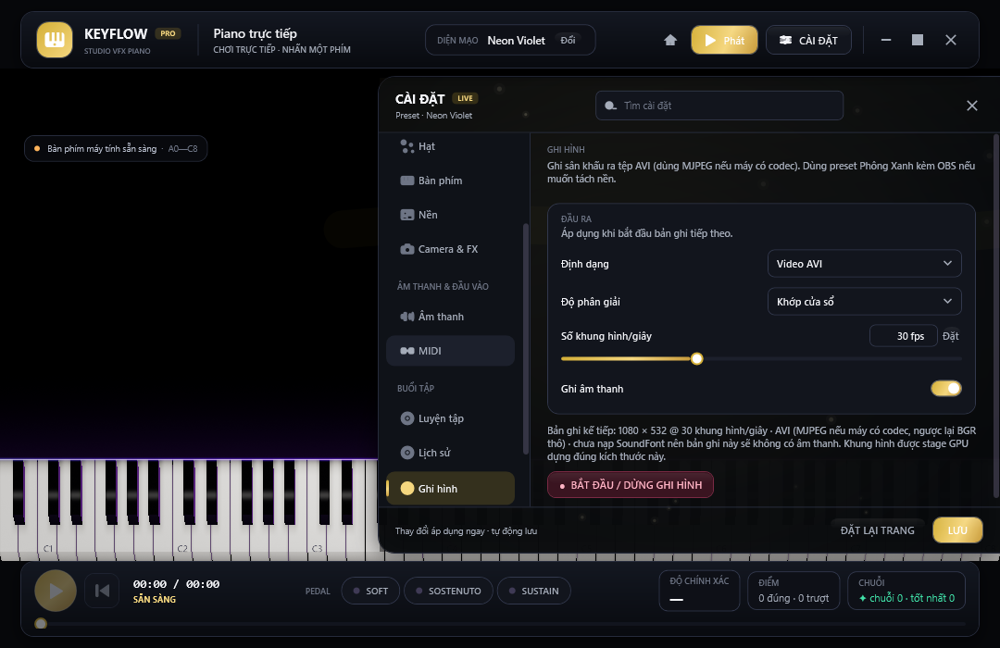 KEYFLOW PRO
STUDIO VFX PIANO
Piano trực tiếp
CHƠI TRỰC TIẾP · NHẤN MỘT PHÍM
DIỆN MẠO Neon Violet Đổi
Phát
CÀI ĐẶT
Bàn phím máy tính sẵn sàng · A0—C8
CÀI ĐẶT LIVE
Preset · Neon Violet
Tìm cài đặt
Hạt
Bàn phím
Nền
Camera & FX
ÂM THANH & ĐẦU VÀO
Âm thanh
MIDI
BUỔI TẬP
Luyện tập
Lịch sử
Ghi hình
GHI HÌNH
Ghi sân khấu ra tệp AVI (dùng MJPEG nếu máy có codec). Dùng preset Phông Xanh kèm OBS nếu
muốn tách nền.
ĐẦU RA
Áp dụng khi bắt đầu bản ghi tiếp theo.
Định dạng
Video AVI
Độ phân giải
Khớp cửa sổ
Số khung hình/giây
30 fps
Đặt
Ghi âm thanh
Bản ghi kế tiếp: 1080 × 532 @ 30 khung hình/giây · AVI (MJPEG nếu máy có codec, ngược lại BGR
thô) · chưa nạp SoundFont nên bản ghi này sẽ không có âm thanh. Khung hình được stage GPU
dựng đúng kích thước này.
BẮT ĐẦU / DỪNG GHI HÌNH
Thay đổi áp dụng ngay · tự động lưu
ĐẶT LẠI TRANG
LƯU
C1
C2
C3
00:00 / 00:00
SẴN SÀNG
PEDAL
SOFT
SOSTENUTO
SUSTAIN
ĐỘ CHÍNH XÁC
—
ĐIỂM
0 đúng · 0 trượt
CHUỖI
✦ chuỗi 0 · tốt nhất 0